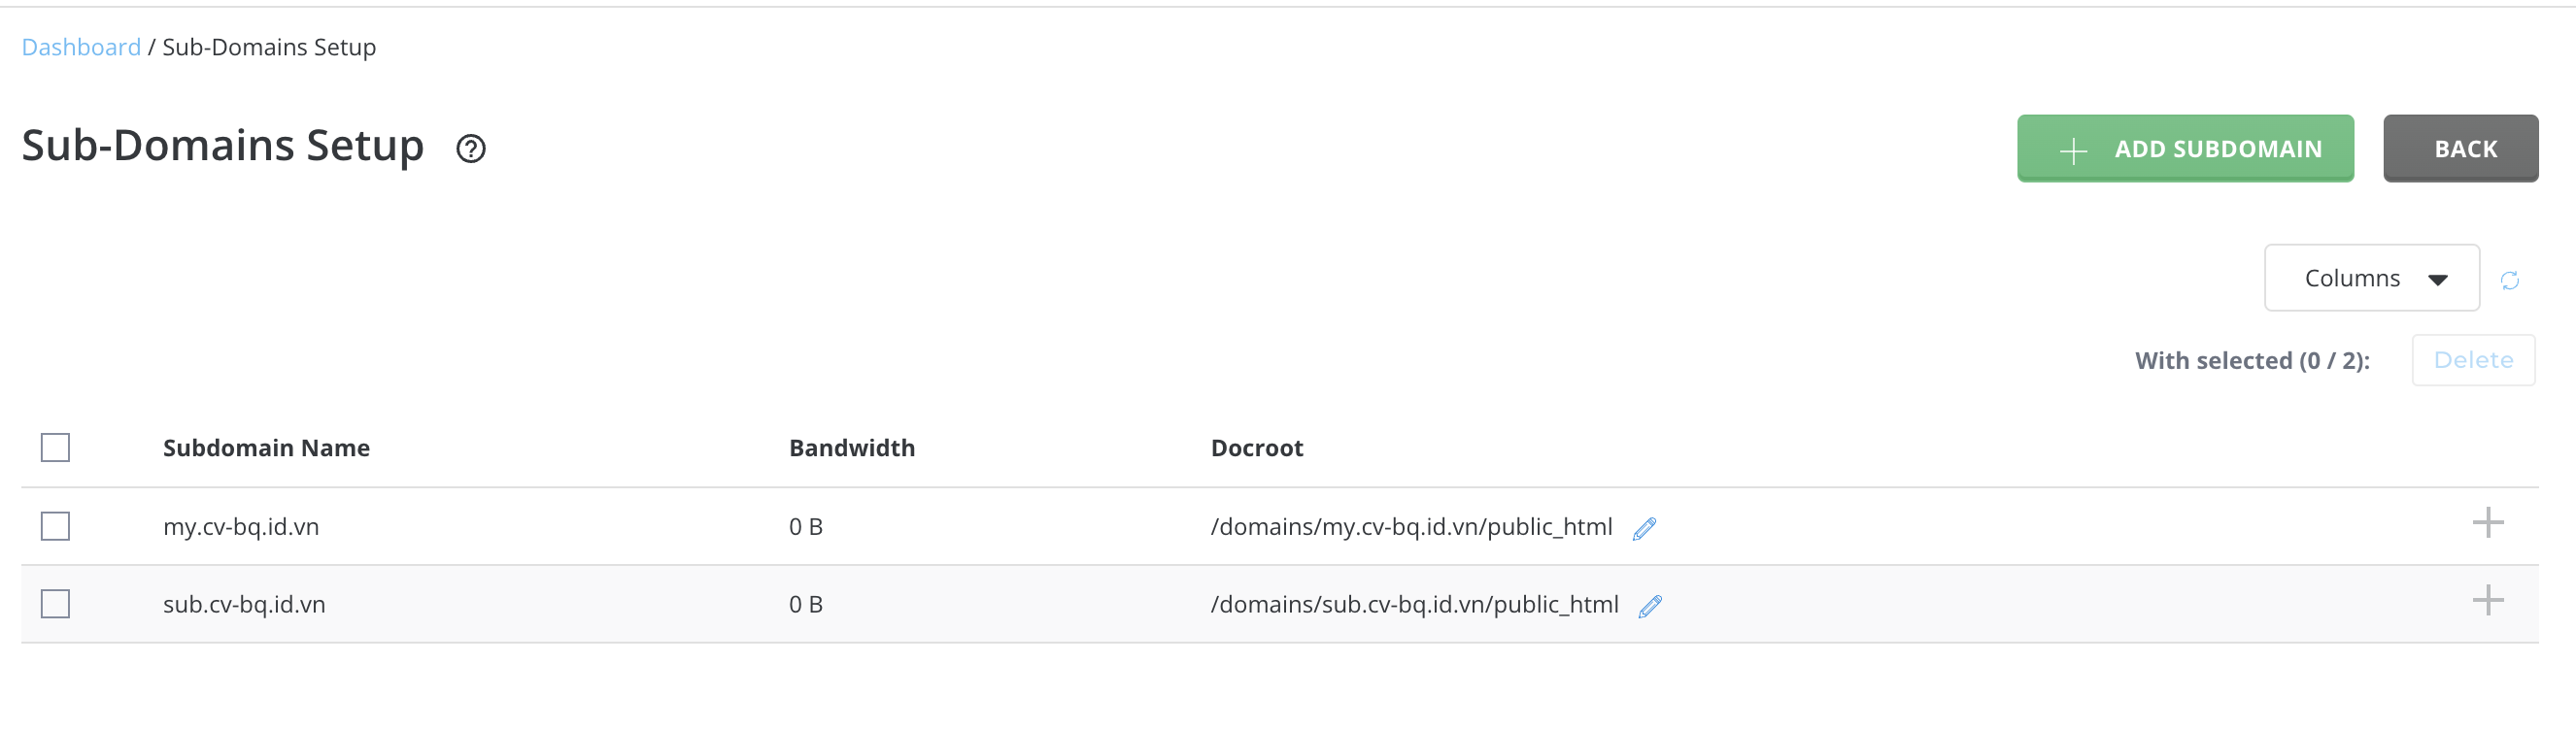 Dashboard / Sub-Domains Setup
Sub-Domains Setup
ADD SUBDOMAIN
BACK
Columns
With selected (0 / 2): Delete
Subdomain Name Bandwidth Docroot
my.cv-bq.id.vn 0 B /domains/my.cv-bq.id.vn/public_html
sub.cv-bq.id.vn 0 B /domains/sub.cv-bq.id.vn/public_html